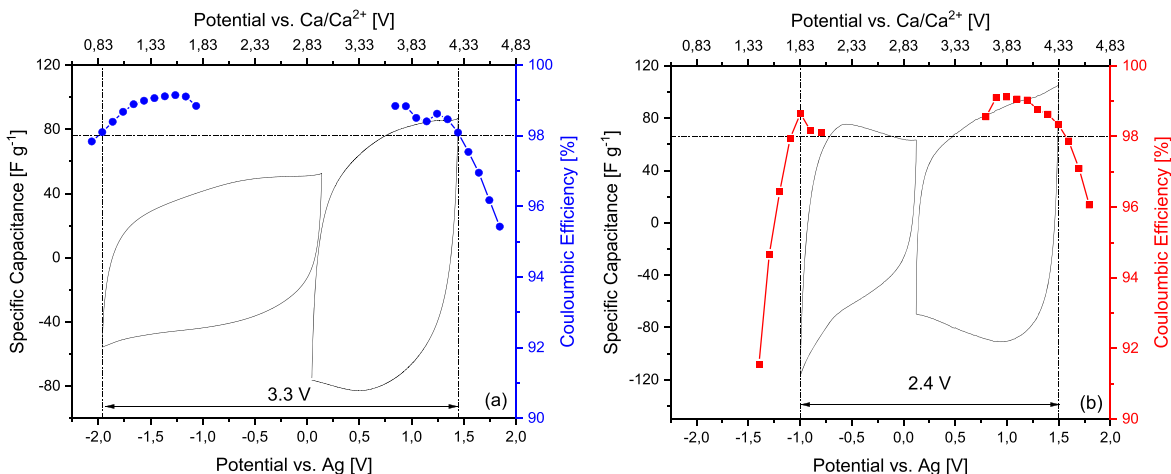 Potential vs. Ca/Ca²⁺ [V]
0,83 1,33 1,83 2,33 2,83 3,33 3,83 4,33 4,83
120
80
40
0
-40
-80
Specific Capacitance [F g⁻¹]
100
98
96
94
92
90
Couloumbic Efficiency [%]
3.3 V
(a)
-2,0 -1,5 -1,0 -0,5 0,0 0,5 1,0 1,5 2,0
Potential vs. Ag [V]
Potential vs. Ca/Ca²⁺ [V]
0,83 1,33 1,83 2,33 2,83 3,33 3,83 4,33 4,83
120
80
40
0
-40
-80
-120
Specific Capacitance [F g⁻¹]
100
98
96
94
92
90
Couloumbic Efficiency [%]
2.4 V
(b)
-2,0 -1,5 -1,0 -0,5 0,0 0,5 1,0 1,5 2,0
Potential vs. Ag [V]